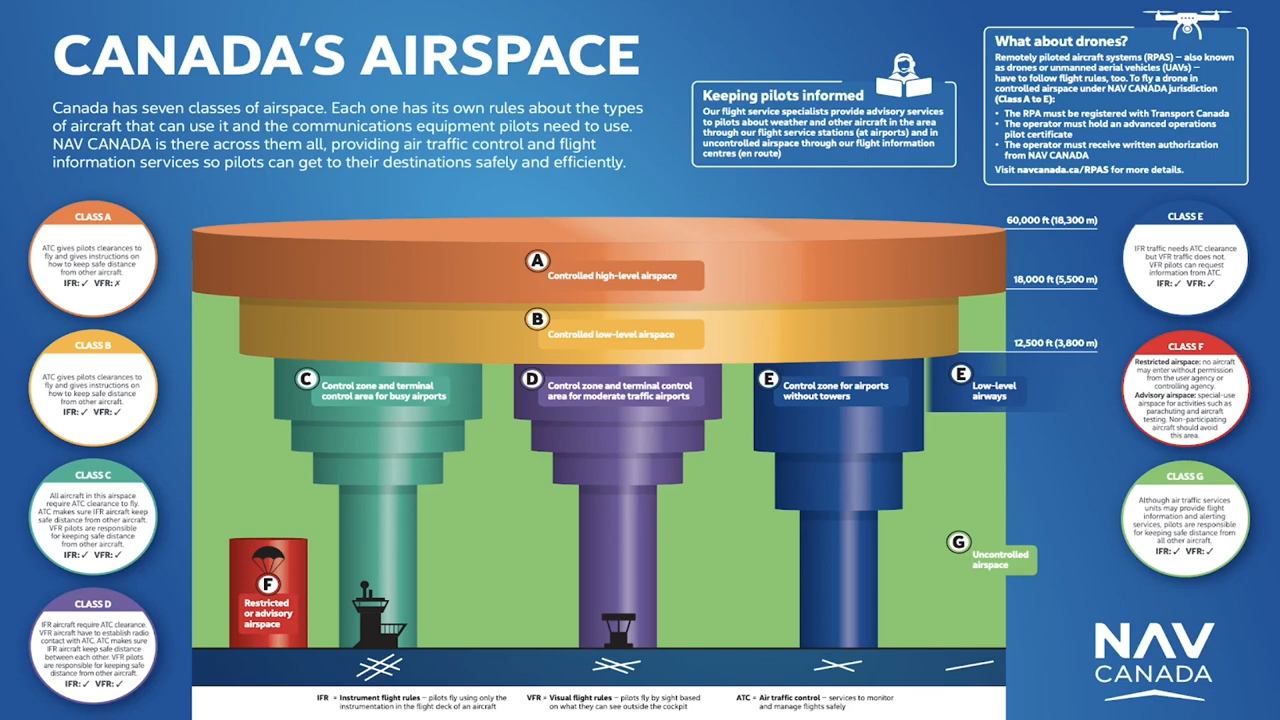 CANADA'S AIRSPACE
Canada has seven classes of airspace. Each one has its own rules about the types
of aircraft that can use it and the communications equipment pilots need to use.
NAV CANADA is there across them all, providing air traffic control and flight
information services so pilots can get to their destinations safely and efficiently.
Keeping pilots informed
Our flight service specialists provide advisory services
to pilots about weather and other aircraft in the area
through our flight service stations (at airports) and in
uncontrolled airspace through our flight information
centres (en route)
What about drones?
Remotely piloted aircraft systems (RPAS) – also known
as drones or unmanned aerial vehicles (UAVs) –
have to follow flight rules, too. To fly a drone in
controlled airspace under NAV CANADA jurisdiction
(Class A to E):
• The RPA must be registered with Transport Canada
• The operator must hold an advanced operations
pilot certificate
• The operator must receive written authorization
from NAV CANADA
Visit navcanada.ca/RPAS for more details.
CLASS A
ATC gives pilots clearances to
fly and gives instructions on
how to keep safe distance
from other aircraft.
IFR: ✓ VFR: ✗
CLASS B
ATC gives pilots clearances to
fly and gives instructions on
how to keep safe distance
from other aircraft.
IFR: ✓ VFR: ✓
CLASS C
All aircraft in this airspace
require ATC clearance to fly.
ATC makes sure IFR aircraft keep
safe distance from other aircraft.
VFR pilots are responsible
for keeping safe distance
from other aircraft.
IFR: ✓ VFR: ✓
CLASS D
IFR aircraft require ATC clearance.
VFR aircraft have to establish radio
contact with ATC. ATC makes sure
IFR aircraft keep safe distance
between each other. VFR pilots
are responsible for keeping safe
distance from other aircraft.
IFR: ✓ VFR: ✓
60,000 ft (18,300 m)
A
Controlled high-level airspace
18,000 ft (5,500 m)
B
Controlled low-level airspace
12,500 ft (3,800 m)
C
Control zone and terminal
control area for busy airports
D
Control zone and terminal control
area for moderate traffic airports
E
Control zone for airports
without towers
E
Low-level
airways
F
Restricted
or advisory
airspace
G
Uncontrolled
airspace
CLASS E
IFR traffic needs ATC clearance
but VFR traffic does not.
VFR pilots can request
information from ATC.
IFR: ✓ VFR: ✓
CLASS F
Restricted airspace: no aircraft
may enter without permission
from the user agency or
controlling agency.
Advisory airspace: special-use
airspace for activities such as
parachuting and aircraft
testing. Non-participating
aircraft should avoid
this area.
CLASS G
Although air traffic services
units may provide flight
information and alerting
services, pilots are responsible
for keeping safe distance from
all other aircraft.
IFR: ✓ VFR: ✓
NAV
CANADA
IFR = Instrument flight rules – pilots fly using only the
instrumentation in the flight deck of an aircraft
VFR = Visual flight rules – pilots fly by sight based
on what they can see outside the cockpit
ATC = Air traffic control – services to monitor
and manage flights safely